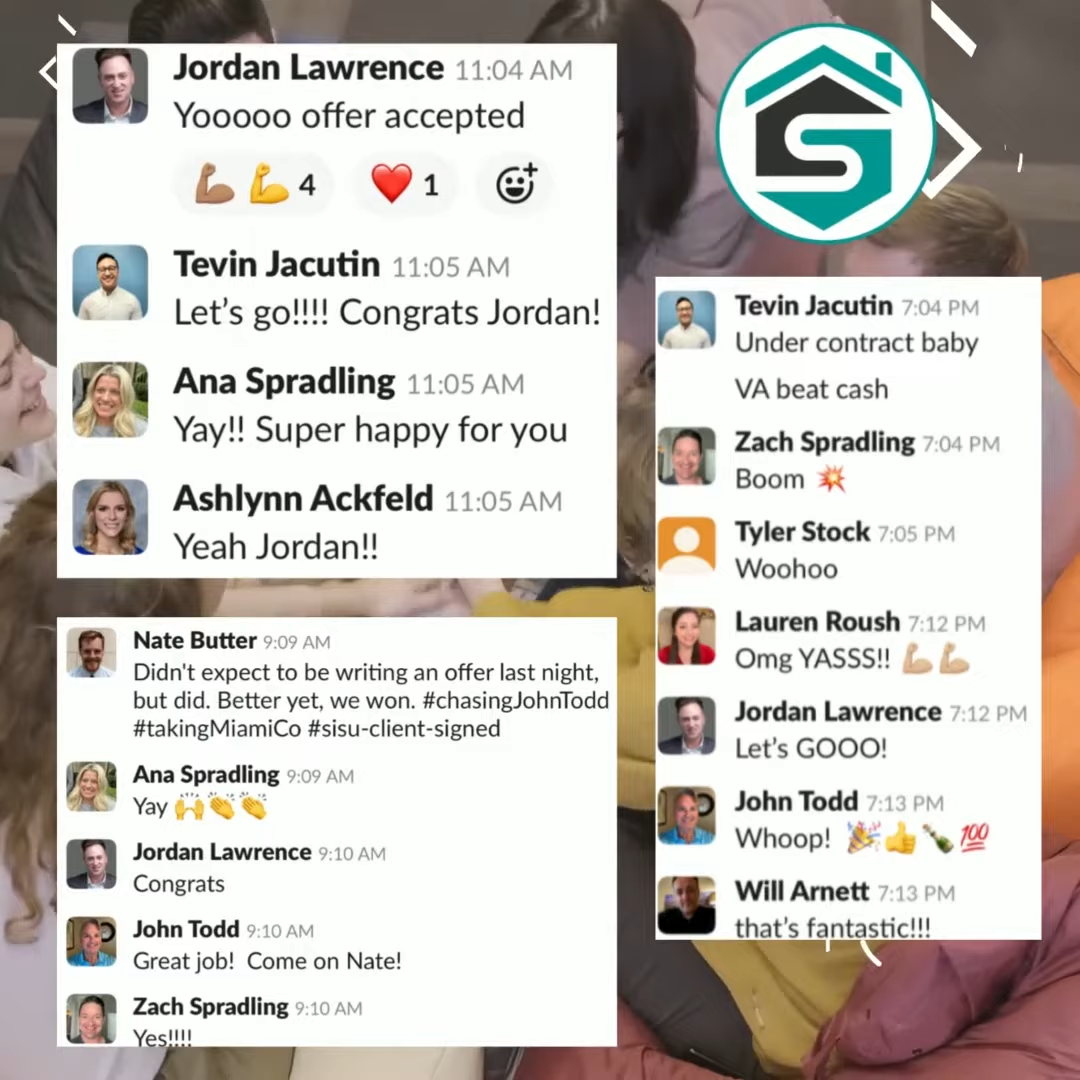 Jordan Lawrence 11:04 AM
Yooooo offer accepted
4
1
Tevin Jacutin 11:05 AM
Let's go!!!! Congrats Jordan!
Ana Spradling 11:05 AM
Yay!! Super happy for you
Ashlynn Ackfeld 11:05 AM
Yeah Jordan!!
S
Tevin Jacutin 7:04 PM
Under contract baby
VA beat cash
Zach Spradling 7:04 PM
Boom 💥
Tyler Stock 7:05 PM
Woohoo
Lauren Roush 7:12 PM
Omg YASSS!! 💪🏼💪🏼
Jordan Lawrence 7:12 PM
Let's GOOO!
John Todd 7:13 PM
Whoop! 🎉👍🍾💯
Will Arnett 7:13 PM
that's fantastic!!!
Nate Butter 9:09 AM
Didn't expect to be writing an offer last night,
but did. Better yet, we won. #chasingJohnTodd
#takingMiamiCo #sisu-client-signed
Ana Spradling 9:09 AM
Yay 🙌👏👏
Jordan Lawrence 9:10 AM
Congrats
John Todd 9:10 AM
Great job! Come on Nate!
Zach Spradling 9:10 AM
Yes!!!!